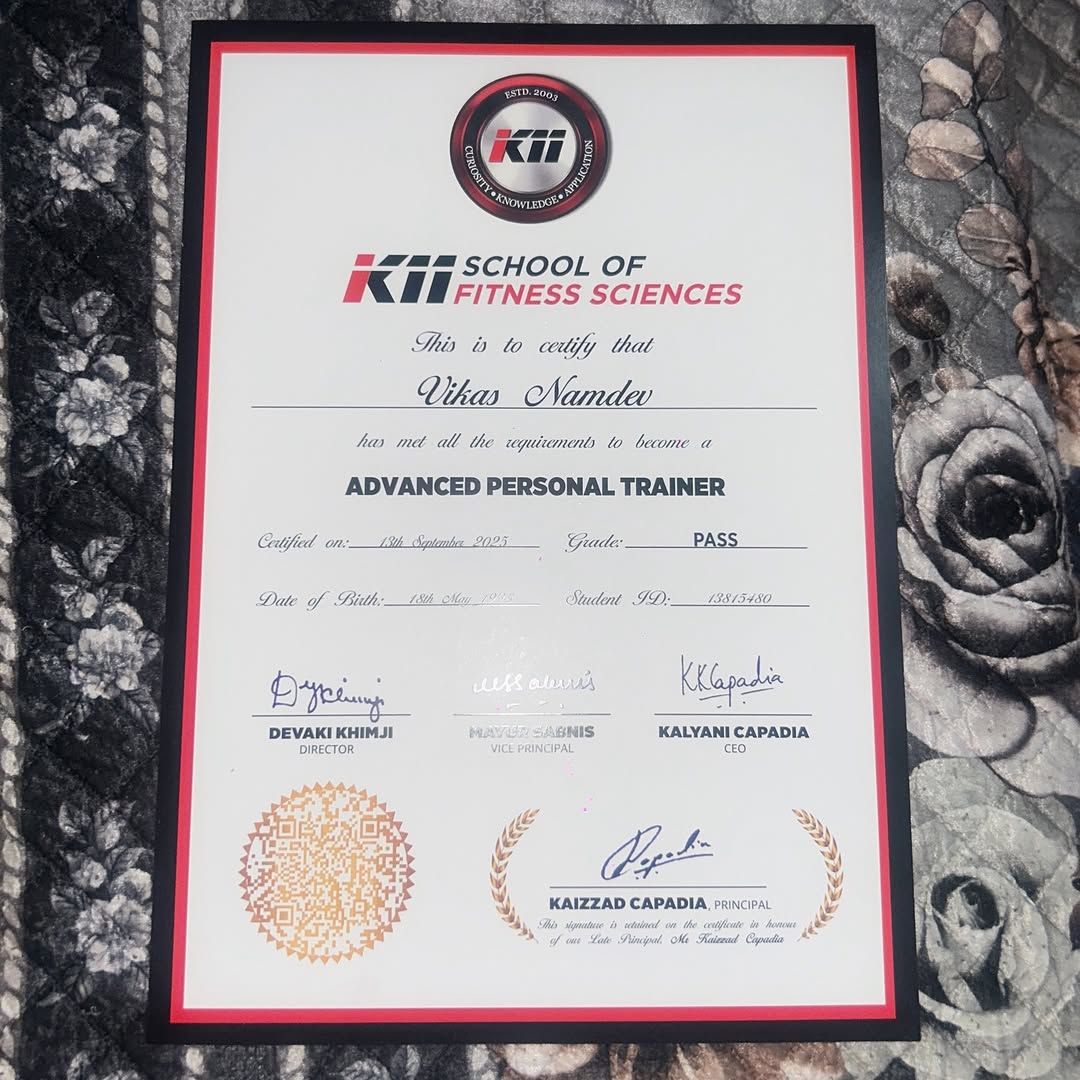 ESTD. 2003
K11
CURIOSITY • KNOWLEDGE • APPLICATION
K11 SCHOOL OF
FITNESS SCIENCES
This is to certify that
Vikas Namdev
has met all the requirements to become a
ADVANCED PERSONAL TRAINER
Certified on: 13th September 2025 Grade: PASS
Date of Birth: 18th May Student ID: 13815480
DEVAKI KHIMJI
DIRECTOR
MAYUR SABNIS
VICE PRINCIPAL
KKCapadia
KALYANI CAPADIA
CEO
KAIZZAD CAPADIA, PRINCIPAL
This signature is retained on the certificate in honour
of our Late Principal, Mr Kaizzad Capadia